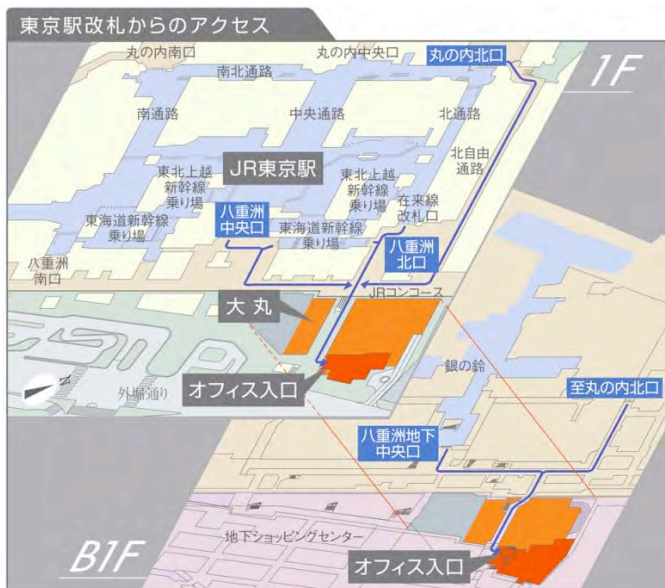 東京駅改札からのアクセス
丸の内南口
丸の内中央口
丸の内北口
1F
南北通路
南通路
中央通路
北通路
北自由
通路
JR東京駅
東北上越
新幹線
乗り場
東北上越
新幹線
乗り場
在来線
改札口
東海道新幹線
乗り場
八重洲
中央口
東海道新幹線
乗り場
八重洲
北口
八重洲
南口
JRコンコース
大丸
銀の鈴
外堀通り
オフィス入口
至丸の内北口
八重洲地下
中央口
地下ショッピングセンター
オフィス入口
B1F